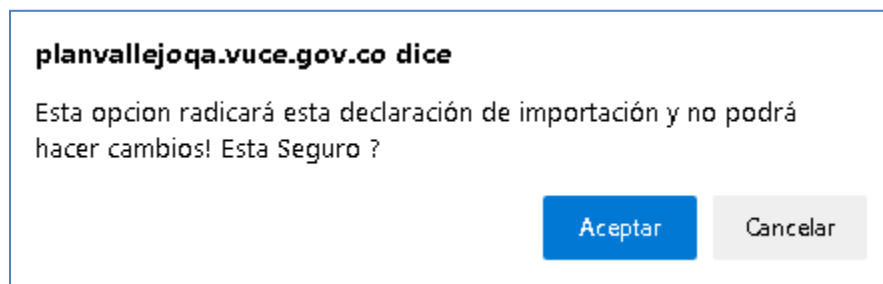 planvallejoqa.vuce.gov.co dice
Esta opcion radicará esta declaración de importación y no podrá
hacer cambios! Esta Seguro ?
Aceptar
Cancelar